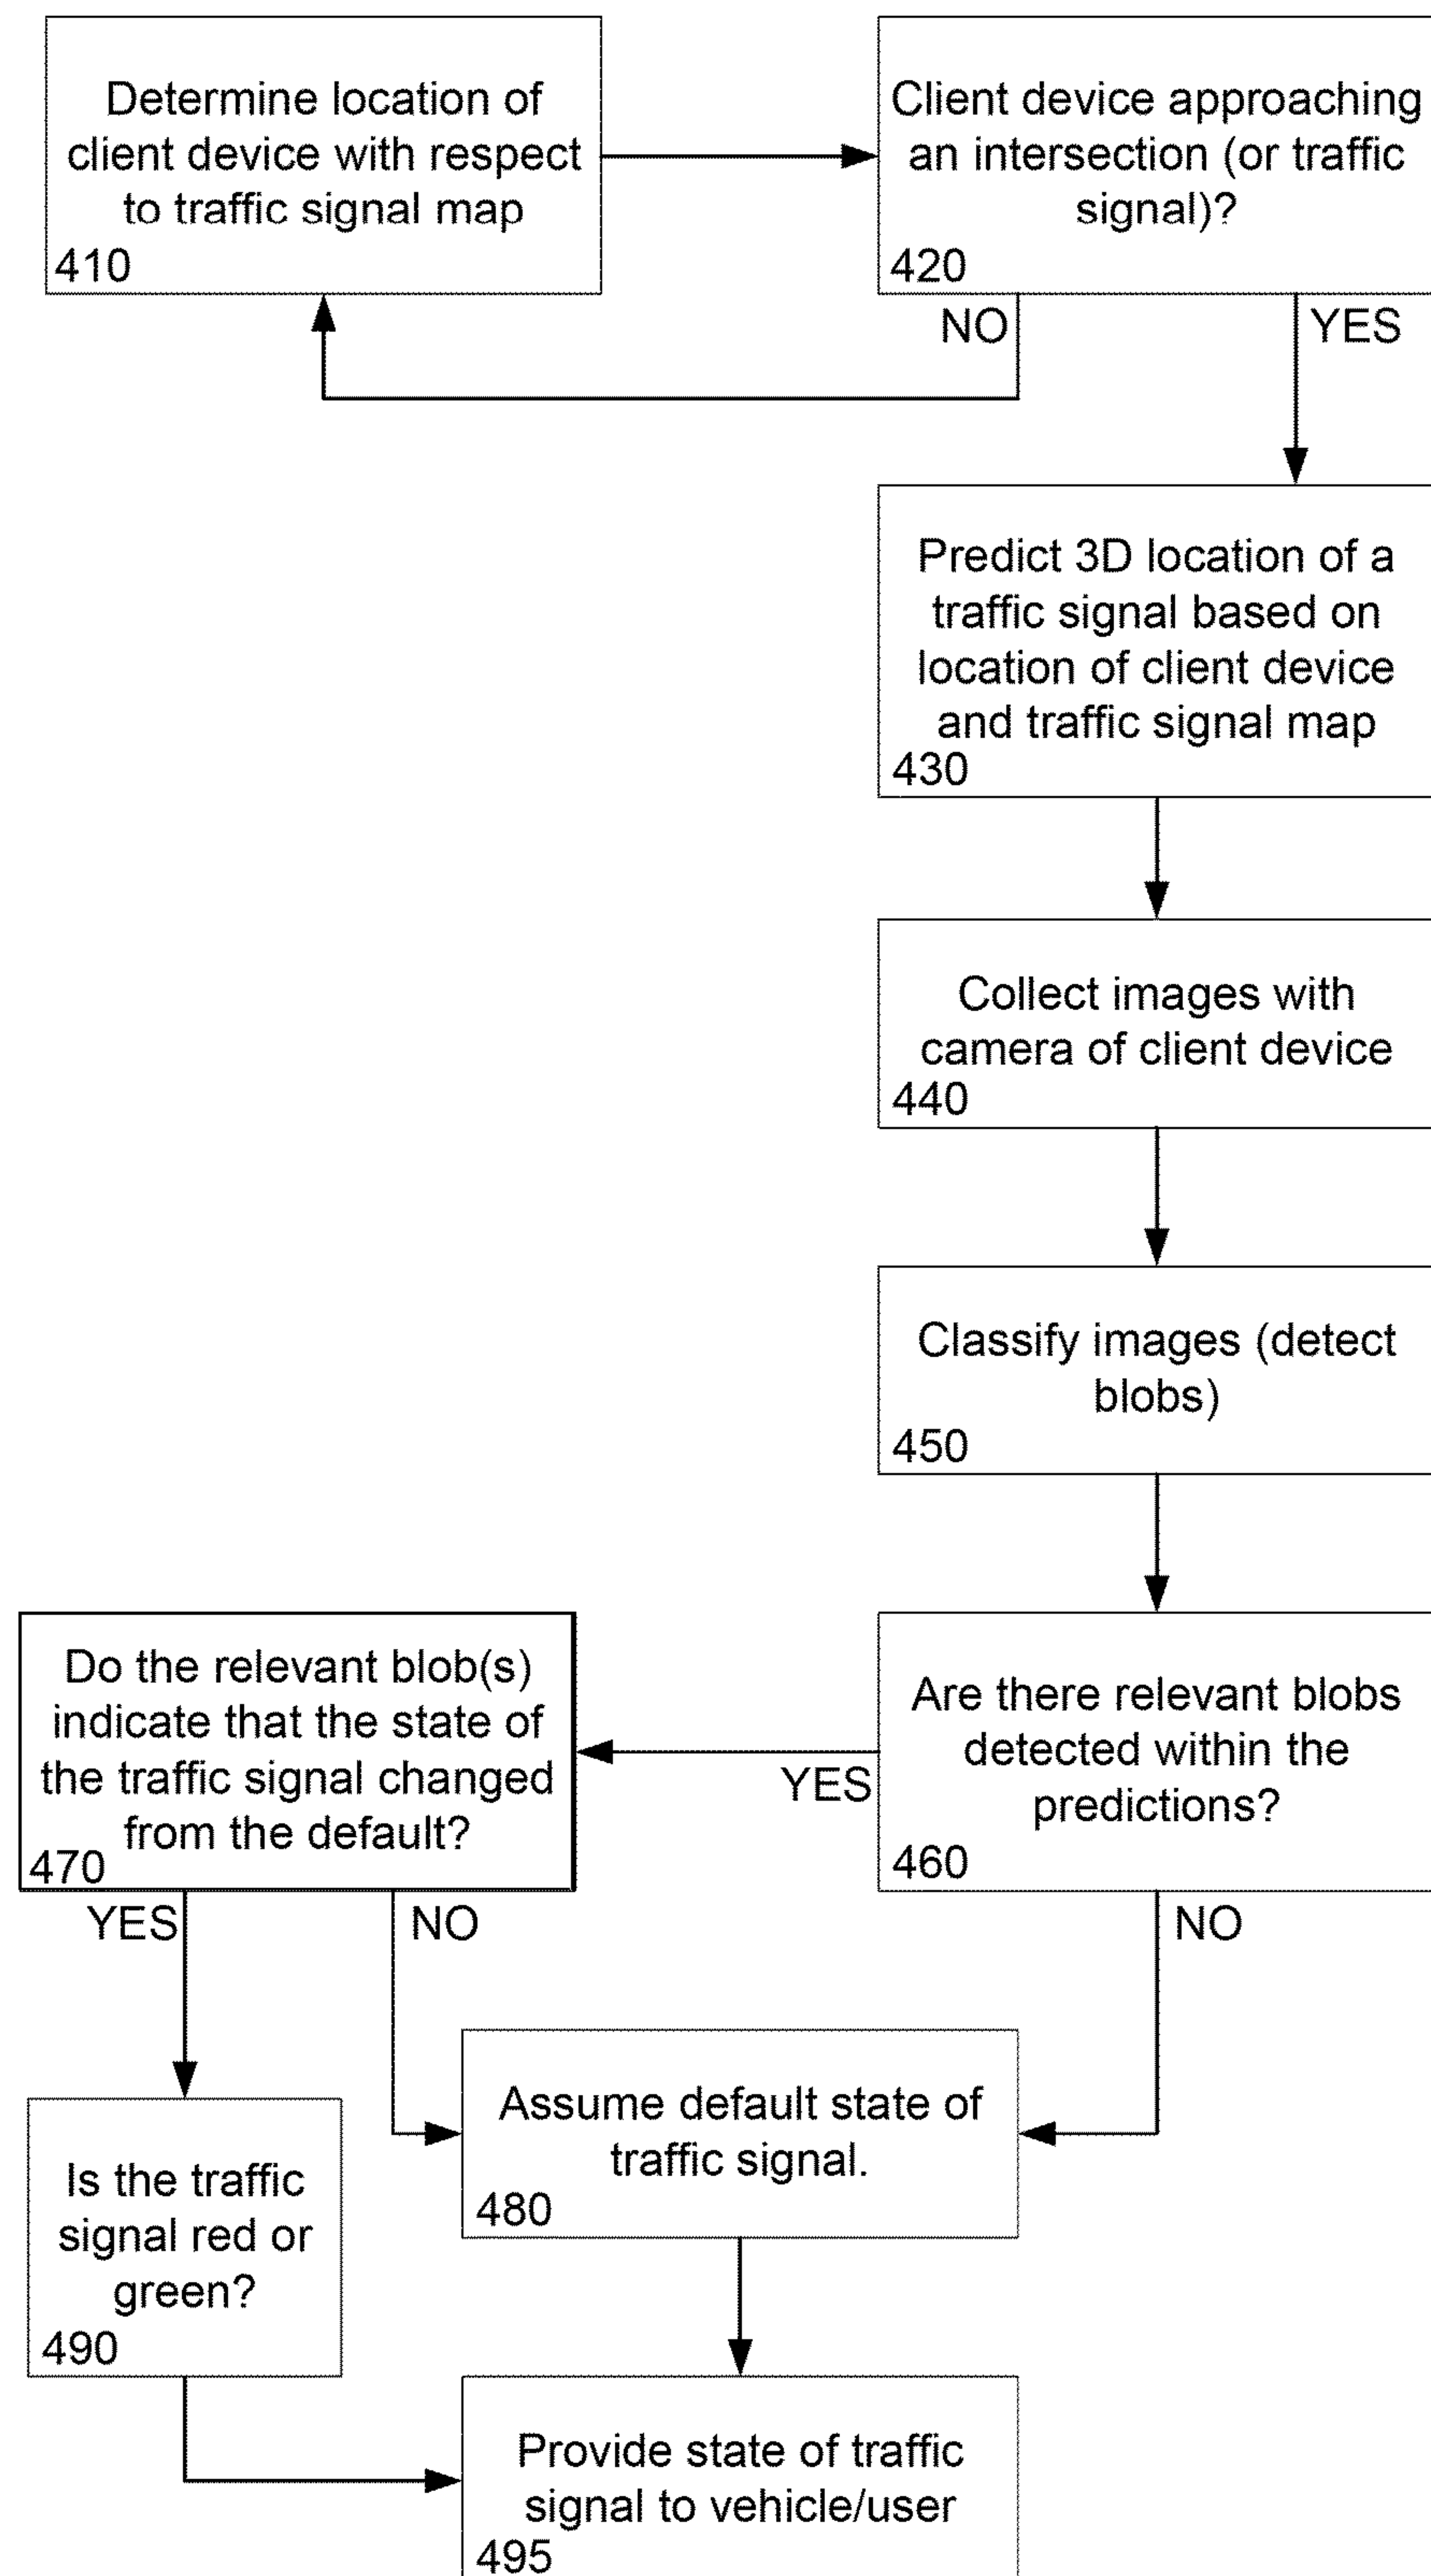 Determine location of
client device with respect
to traffic signal map
410
Client device approaching
an intersection (or traffic
signal)?
420
NO
YES
Predict 3D location of a
traffic signal based on
location of client device
and traffic signal map
430
Collect images with
camera of client device
440
Classify images (detect
blobs)
450
Are there relevant blobs
detected within the
predictions?
460
YES
NO
Do the relevant blob(s)
indicate that the state of
the traffic signal changed
from the default?
470
YES
NO
Assume default state of
traffic signal.
480
Is the traffic
signal red or
green?
490
Provide state of traffic
signal to vehicle/user
495